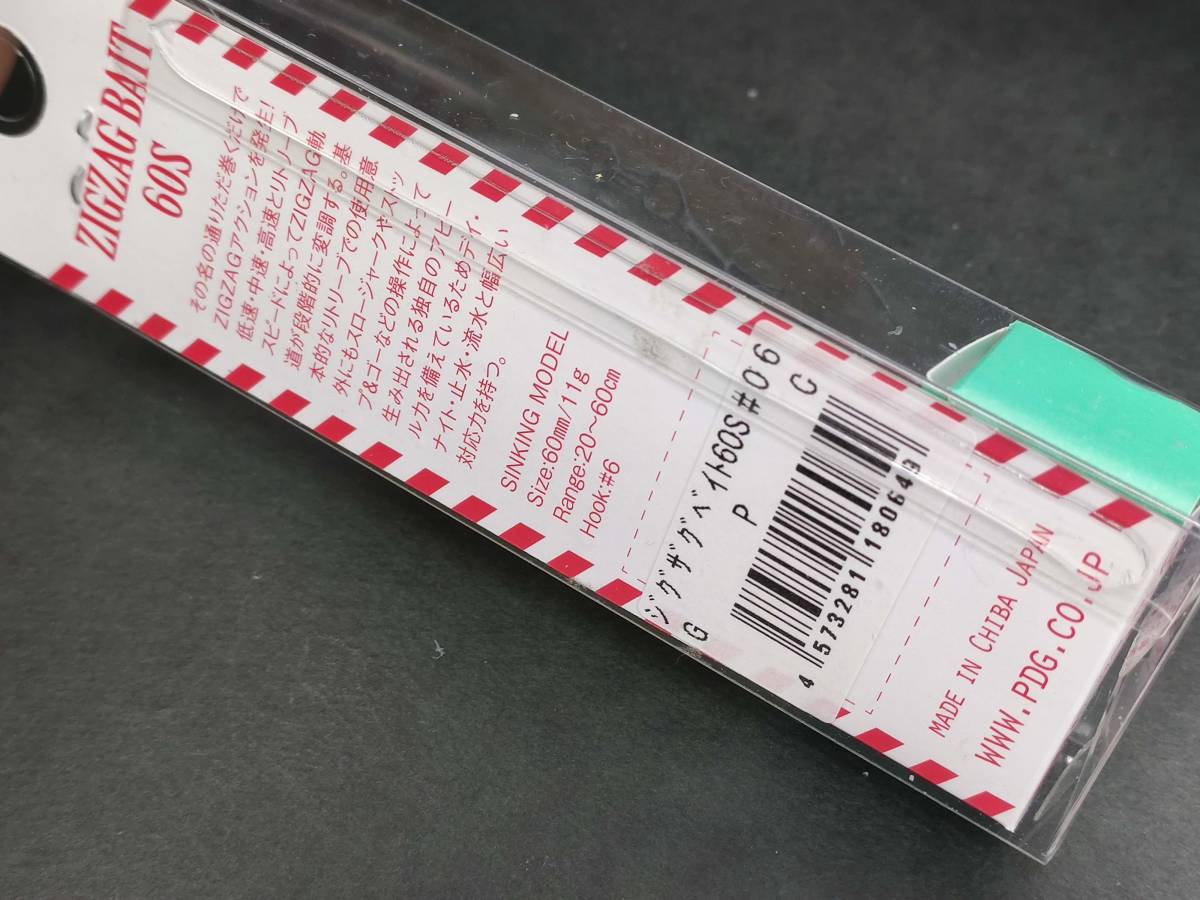 ZIGZAG BAIT
60S
その名の通りただ巻くだけで
ZIGZAGアクションを発生!
低速・中速・高速とリトリーブ
スピードによってZIGZAG軌
道が段階的に変調する。基
本的なリトリーブでの使用意
外にもスロージャークやストッ
プ&ゴーなどの操作によって
生み出される独自のアピー
ル力を備えているためデイ・
ナイト・止水・流水と幅広い
対応力を持つ。
SINKING MODEL
Size:60mm/11g
Range:20~60cm
Hook:#6
ジグザグベイト60S#06
G P C
4 573281 180643
MADE IN CHIBA JAPAN
WWW.PDG.CO.JP